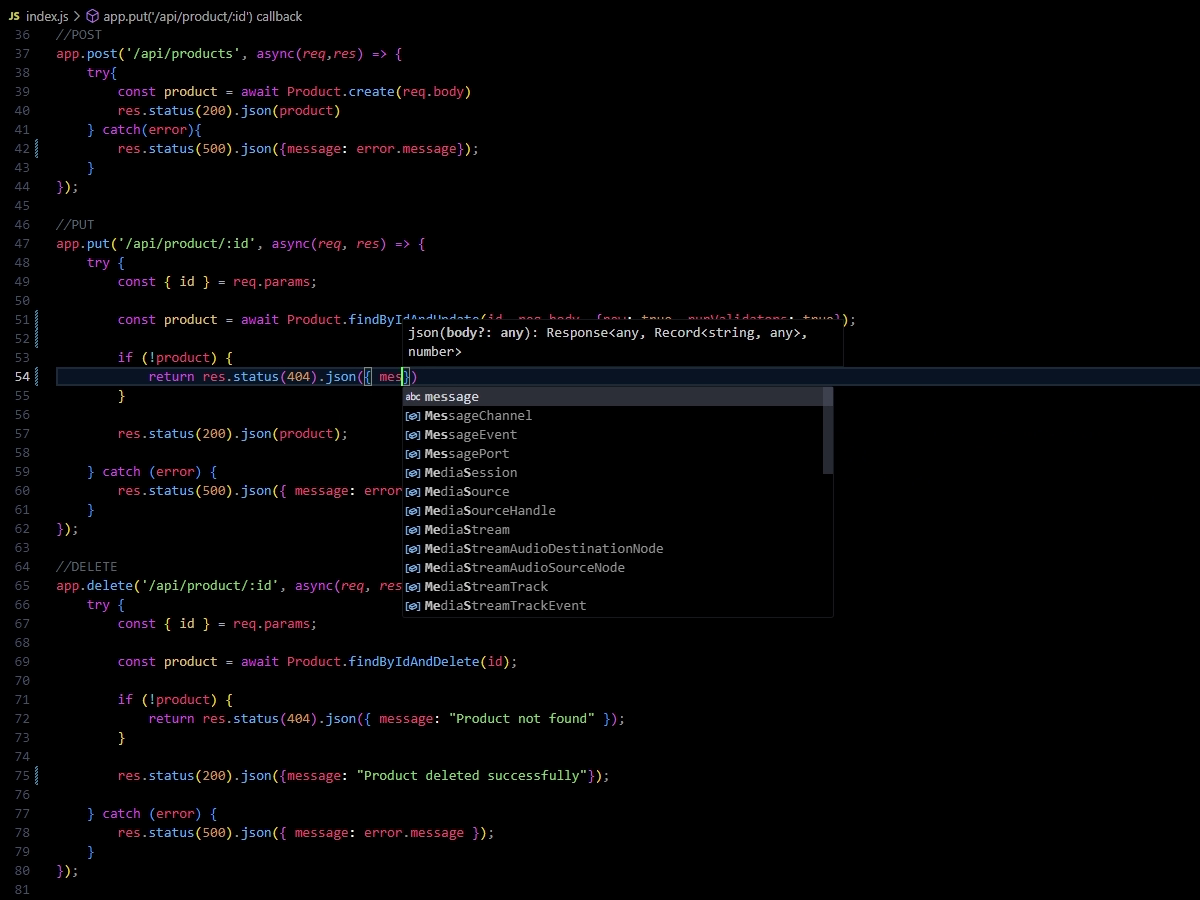 JS index.js > app.put('/api/product/:id') callback
36 //POST
37 app.post('/api/products', async(req,res) => {
38 try{
39 const product = await Product.create(req.body)
40 res.status(200).json(product)
41 } catch(error){
42 res.status(500).json({message: error.message});
43 }
44 });
45
46 //PUT
47 app.put('/api/product/:id', async(req, res) => {
48 try {
49 const { id } = req.params;
50
51 const product = await Product.findByIdAndUpdate(id, req.body, {new: true, runValidators: true});
json(body?: any): Response<any, Record<string, any>,
52
number>
53 if (!product) {
54 return res.status(404).json({ mes})
55 }
message
56
MessageChannel
MessageEvent
57 res.status(200).json(product);
58
MessagePort
MediaSession
59 } catch (error) {
60 res.status(500).json({ message: error
MediaSource
61 }
MediaSourceHandle
62 });
MediaStream
63
MediaStreamAudioDestinationNode
64 //DELETE
MediaStreamAudioSourceNode
65 app.delete('/api/product/:id', async(req, res
MediaStreamTrack
66 try {
MediaStreamTrackEvent
67 const { id } = req.params;
68
69 const product = await Product.findByIdAndDelete(id);
70
71 if (!product) {
72 return res.status(404).json({ message: "Product not found" });
73 }
74
75 res.status(200).json({message: "Product deleted successfully"});
76
77 } catch (error) {
78 res.status(500).json({ message: error.message });
79 }
80 });
81